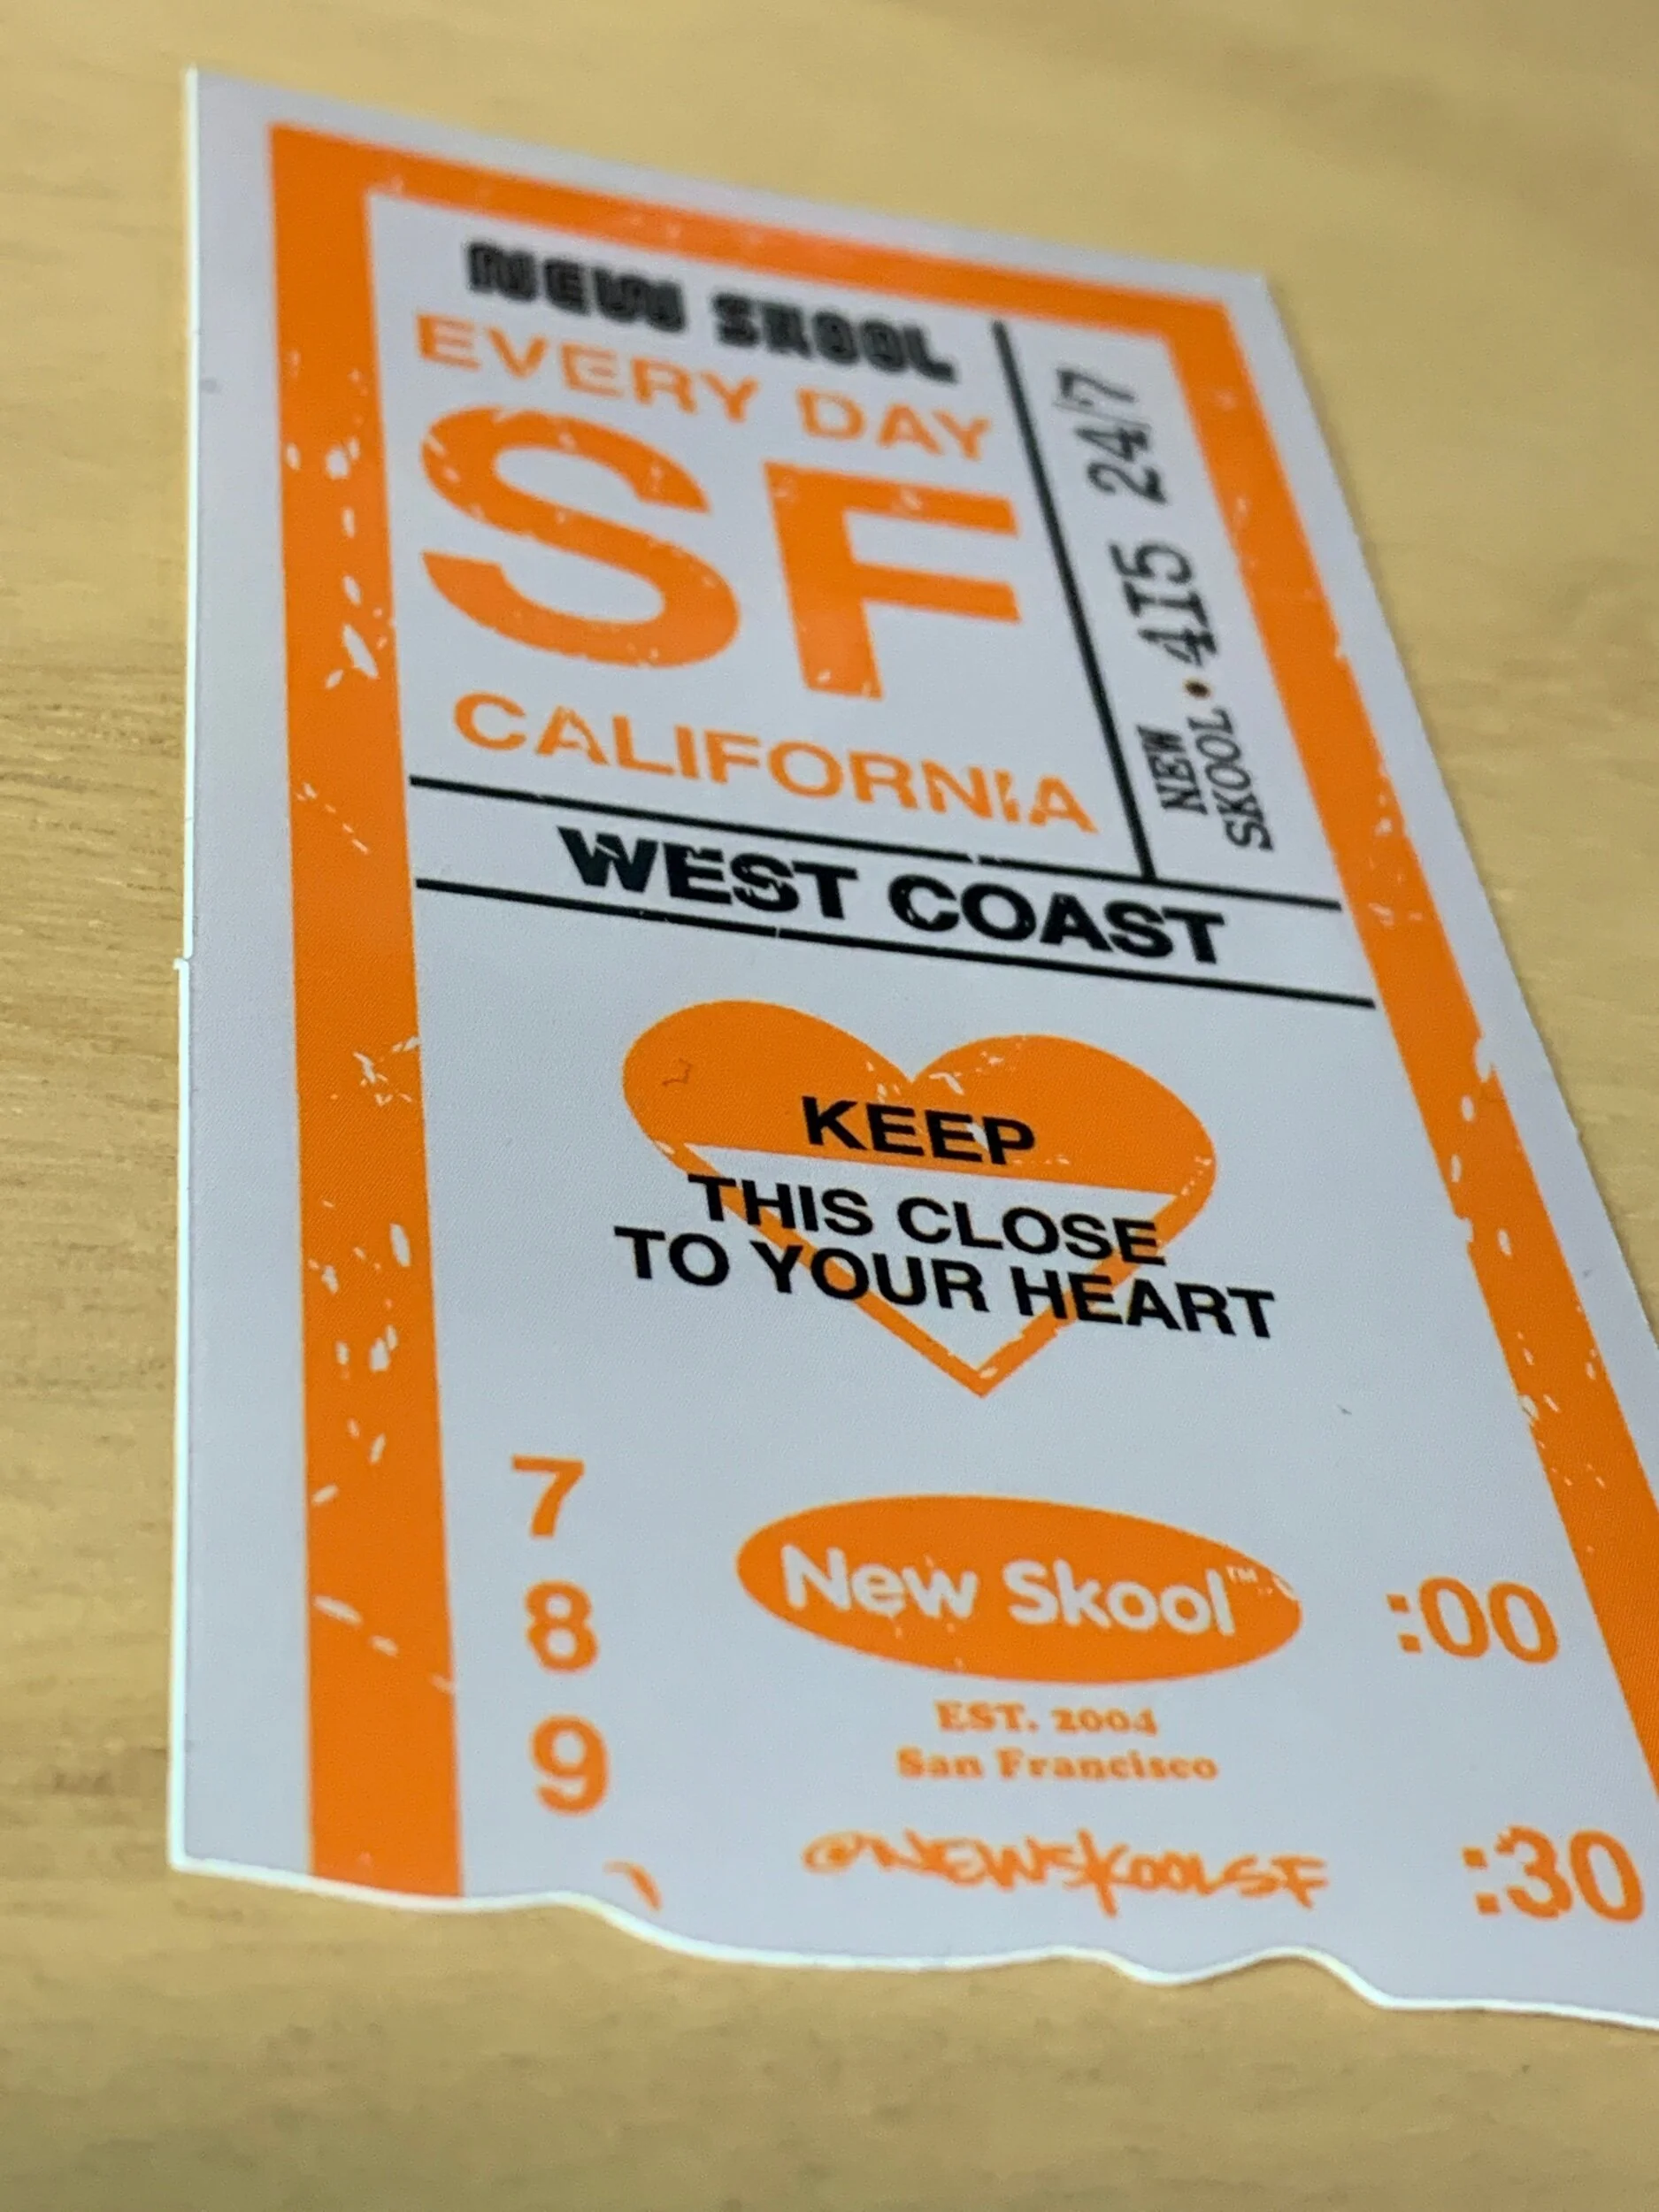 NEW SKOOL
EVERY DAY
SF
CALIFORNIA
NEW SKOOL • 415 24/7
WEST COAST
KEEP
THIS CLOSE
TO YOUR HEART
7
8
9
New Skool™
EST. 2004
San Francisco
@NEWSKOOLSF
:00
:30